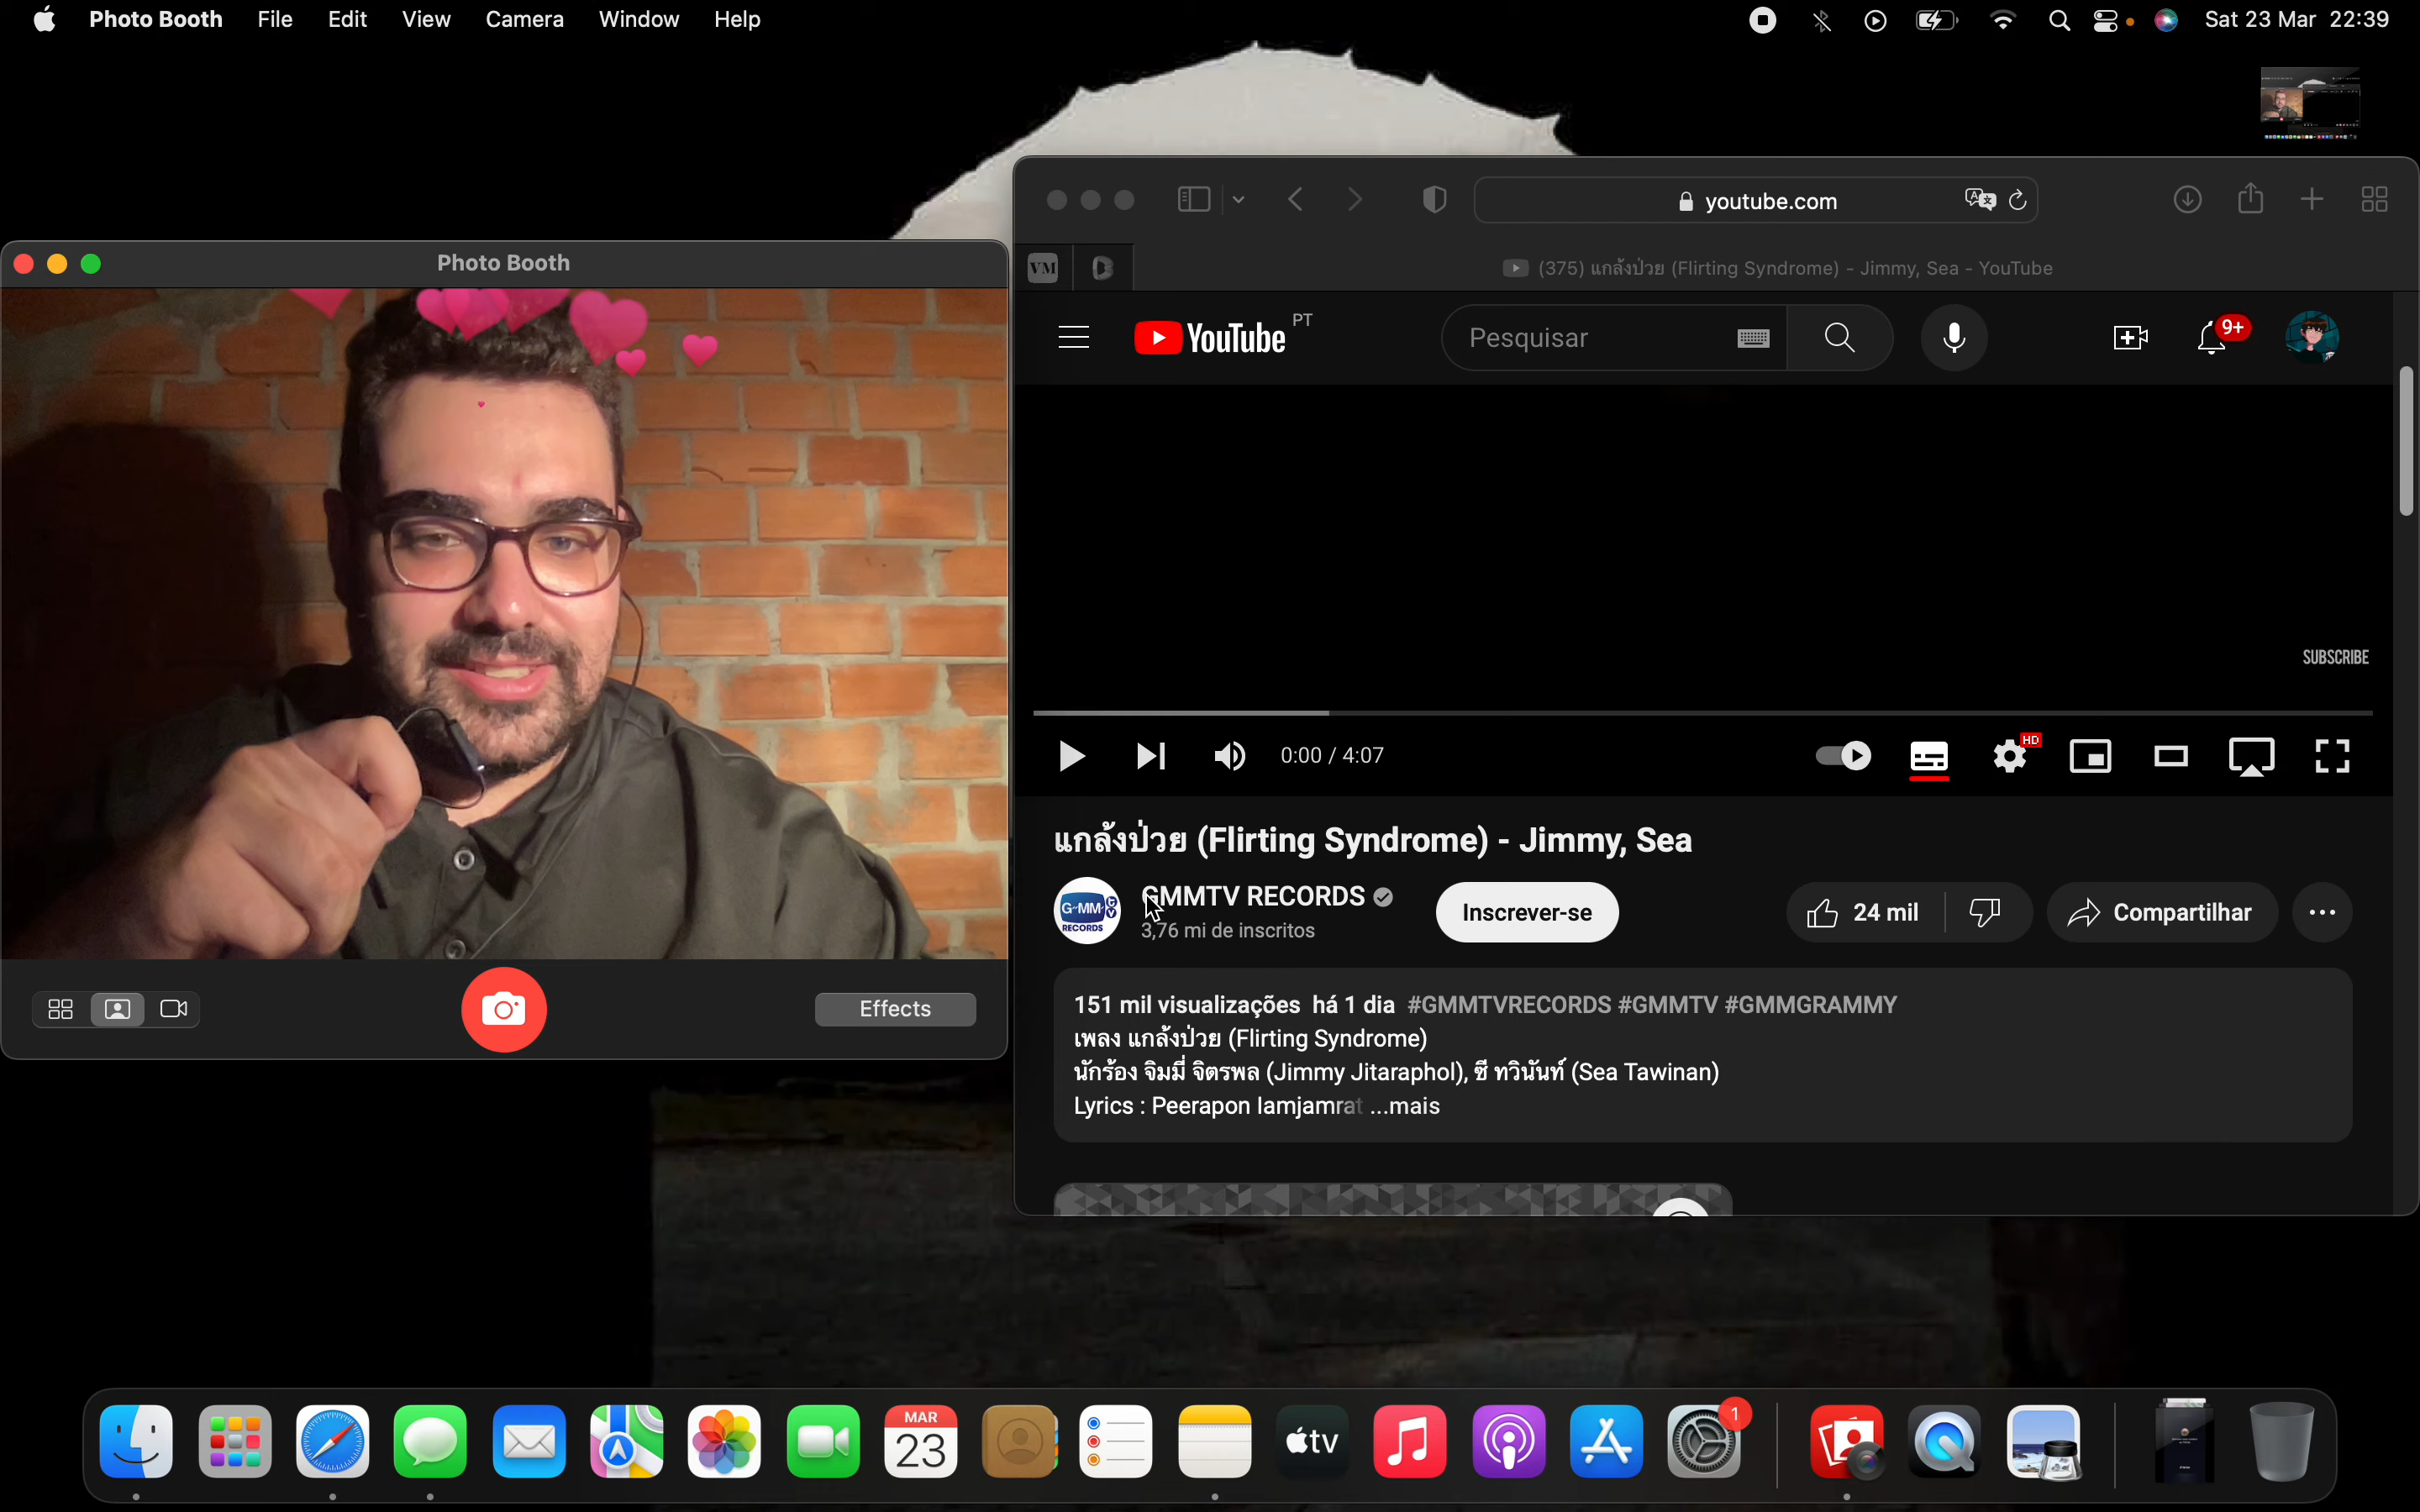 Photo Booth File Edit View Camera Window Help Sat 23 Mar 22:39
youtube.com
Photo Booth
VM
(375) แกล้งป่วย (Flirting Syndrome) - Jimmy, Sea - YouTube
YouTube PT
Pesquisar
9+
SUBSCRIBE
0:00 / 4:07
HD
แกล้งป่วย (Flirting Syndrome) - Jimmy, Sea
GMMTV RECORDS
3,76 mi de inscritos
Inscrever-se
24 mil
Compartilhar
Effects
151 mil visualizações há 1 dia #GMMTVRECORDS #GMMTV #GMMGRAMMY
เพลง แกล้งป่วย (Flirting Syndrome)
นักร้อง จิมมี่ จิตรพล (Jimmy Jitaraphol), ซี ทวินันท์ (Sea Tawinan)
Lyrics : Peerapon Iamjamrat ...mais
MAR
23
tv
1